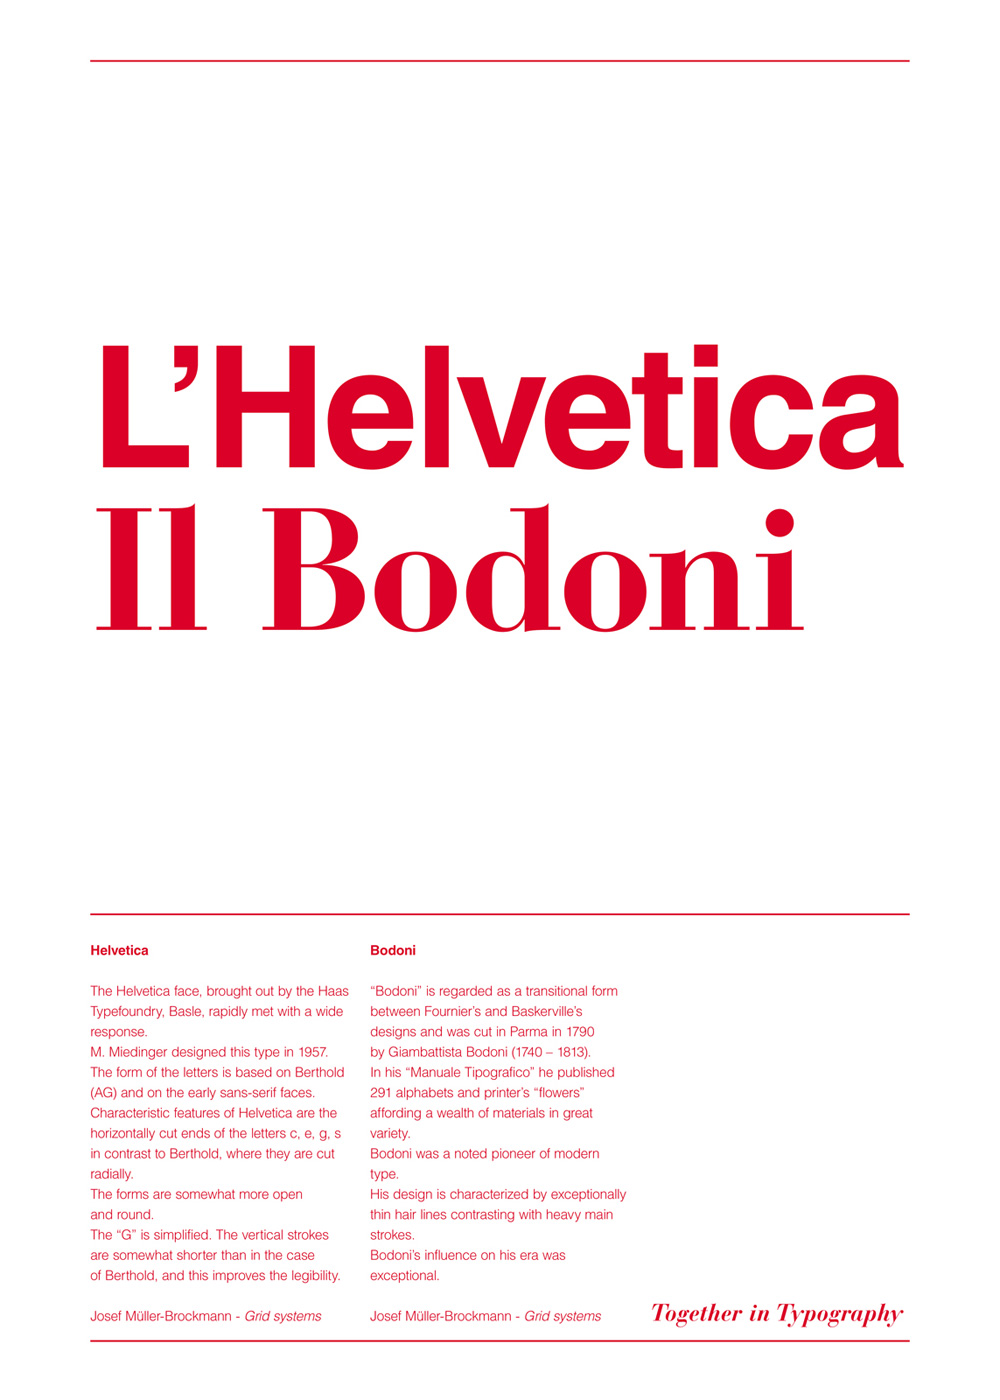 L’Helvetica
Il Bodoni
Helvetica
The Helvetica face, brought out by the Haas
Typefoundry, Basle, rapidly met with a wide
response.
M. Miedinger designed this type in 1957.
The form of the letters is based on Berthold
(AG) and on the early sans-serif faces.
Characteristic features of Helvetica are the
horizontally cut ends of the letters c, e, g, s
in contrast to Berthold, where they are cut
radially.
The forms are somewhat more open
and round.
The “G” is simplified. The vertical strokes
are somewhat shorter than in the case
of Berthold, and this improves the legibility.
Josef Müller-Brockmann - Grid systems
Bodoni
“Bodoni” is regarded as a transitional form
between Fournier’s and Baskerville’s
designs and was cut in Parma in 1790
by Giambattista Bodoni (1740 – 1813).
In his “Manuale Tipografico” he published
291 alphabets and printer’s “flowers”
affording a wealth of materials in great
variety.
Bodoni was a noted pioneer of modern
type.
His design is characterized by exceptionally
thin hair lines contrasting with heavy main
strokes.
Bodoni’s influence on his era was
exceptional.
Josef Müller-Brockmann - Grid systems
Together in Typography